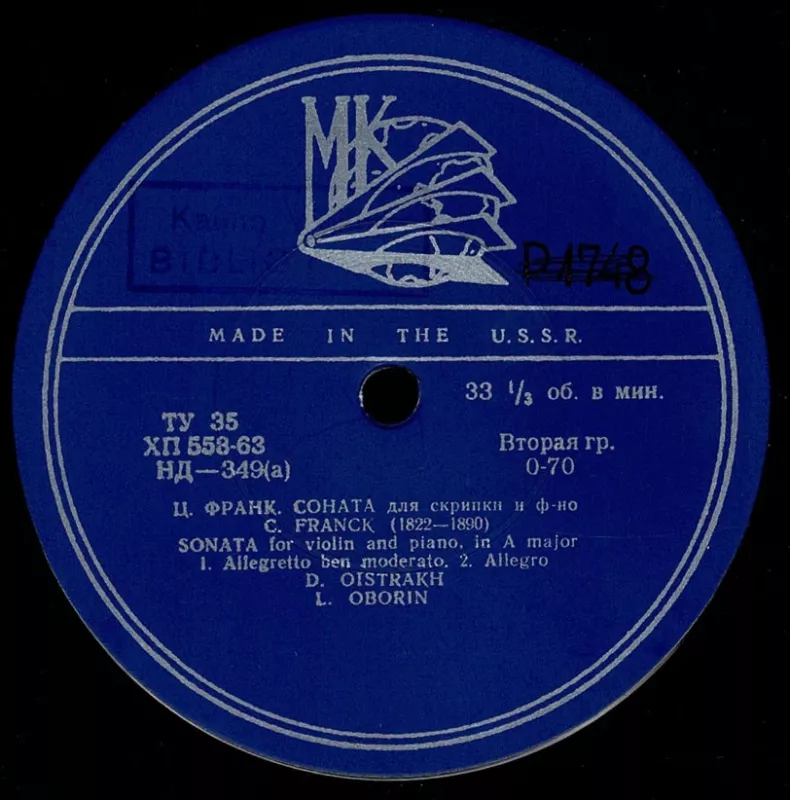 МК
BIBLI
D 1748
MADE IN THE U.S.S.R.
33 1/3 об. в мин.
ТУ 35
ХП 558-63
НД—349(а)
Вторая гр.
0-70
Ц. ФРАНК. СОНАТА для скрипки и ф-но
C. FRANCK (1822—1890)
SONATA for violin and piano, in A major
1. Allegretto ben moderato. 2. Allegro
D. OISTRAKH
L. OBORIN